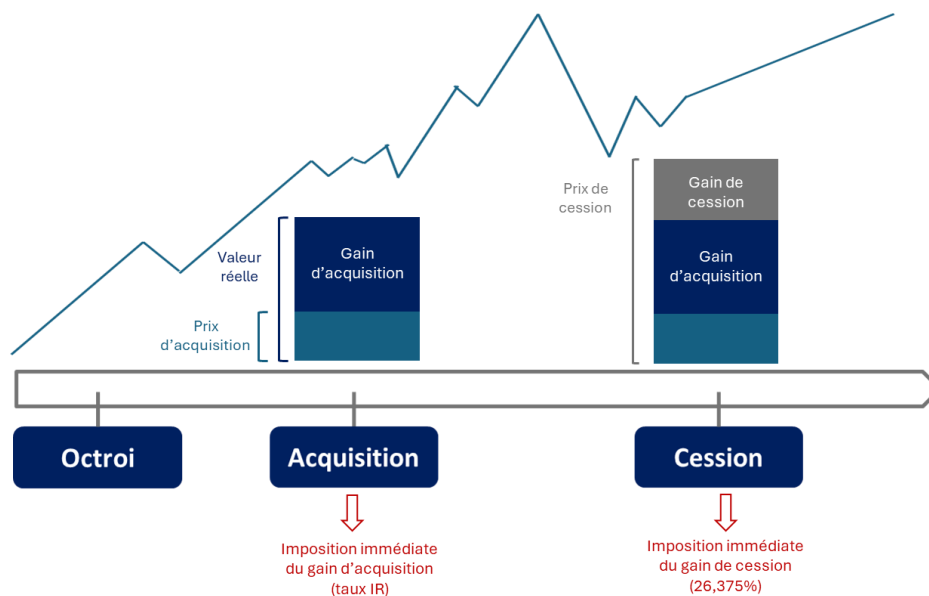 Gain de
cession
Prix de
cession
Valeur
réelle
Gain
d'acquisition
Gain
d'acquisition
Prix
d'acquisition
Octroi
Acquisition
Cession
Imposition immédiate
du gain d'acquisition
(taux IR)
Imposition immédiate
du gain de cession
(26,375%)